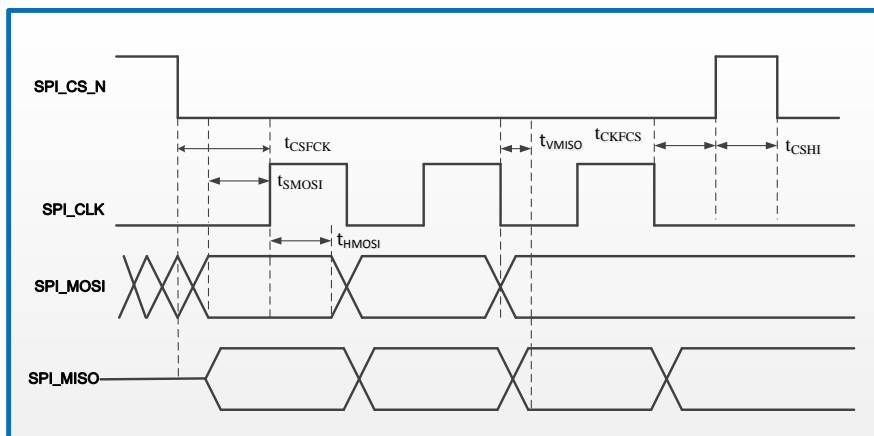 SPI_CS_N
tCSFCK
tVMISO
tCKFCS
tCSHI
tSMOSI
SPI_CLK
tHMOSI
SPI_MOSI
SPI_MISO